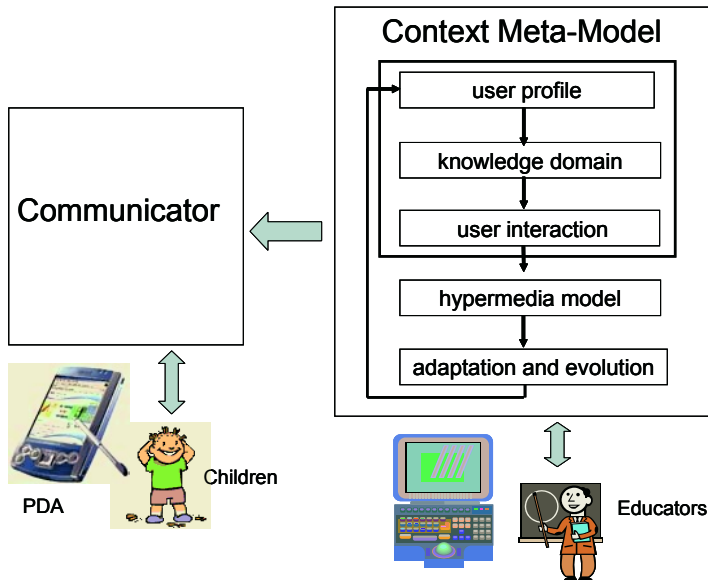 Context Meta-Model
user profile
knowledge domain
user interaction
hypermedia model
adaptation and evolution
Communicator
PDA
Children
Educators